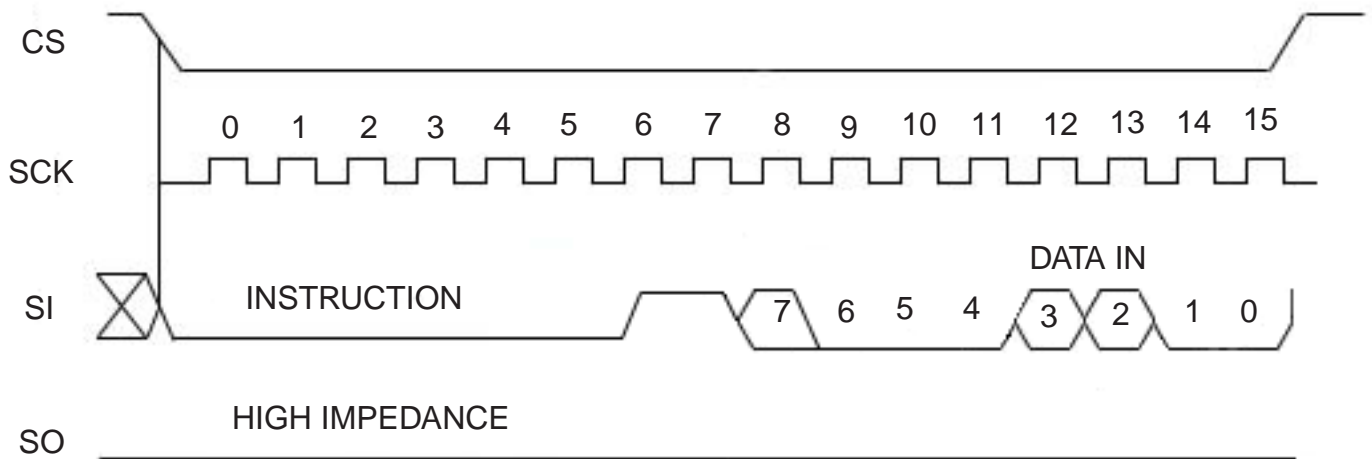 CS
0 1 2 3 4 5 6 7 8 9 10 11 12 13 14 15
SCK
DATA IN
SI INSTRUCTION 7 6 5 4 3 2 1 0
HIGH IMPEDANCE
SO